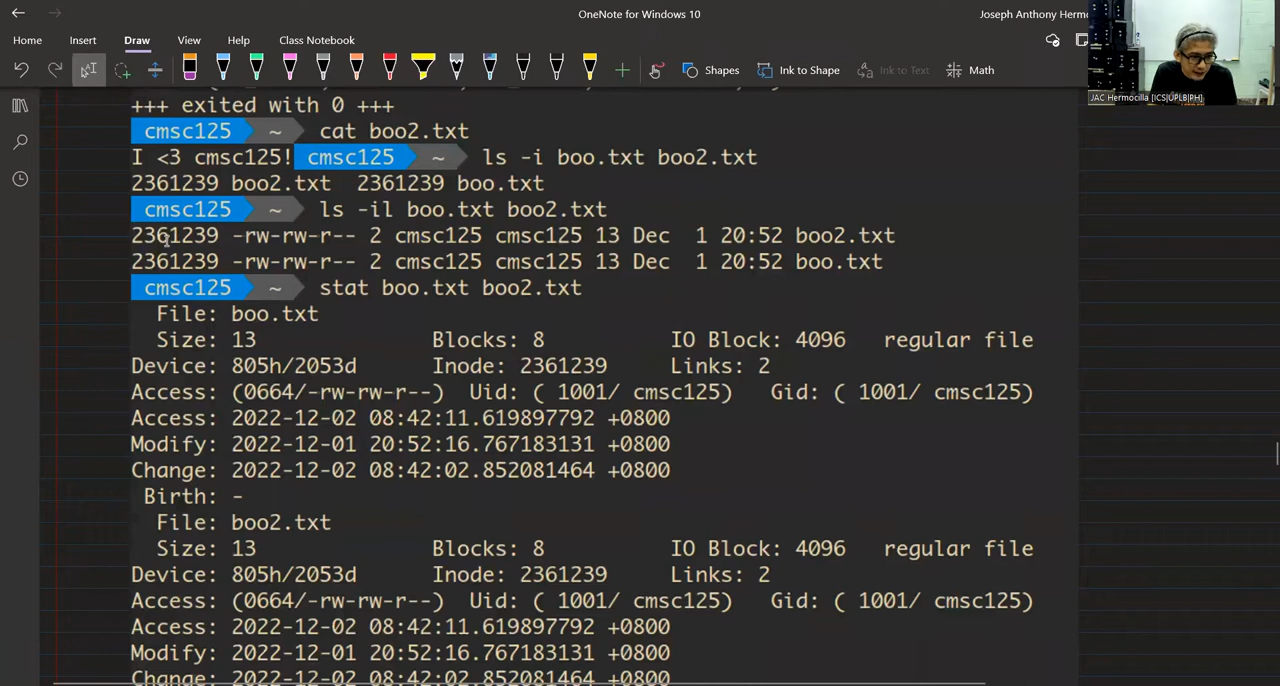 OneNote for Windows 10
Joseph Anthony Hermo
Home Insert Draw View Help Class Notebook
Shapes Ink to Shape Ink to Text Math
JAC Hermocilla [ICS|UPLB|PH]
+++ exited with 0 +++
cmsc125 ~ cat boo2.txt
I <3 cmsc125! cmsc125 ~ ls -i boo.txt boo2.txt
2361239 boo2.txt 2361239 boo.txt
cmsc125 ~ ls -il boo.txt boo2.txt
2361239 -rw-rw-r-- 2 cmsc125 cmsc125 13 Dec 1 20:52 boo2.txt
2361239 -rw-rw-r-- 2 cmsc125 cmsc125 13 Dec 1 20:52 boo.txt
cmsc125 ~ stat boo.txt boo2.txt
File: boo.txt
Size: 13 Blocks: 8 IO Block: 4096 regular file
Device: 805h/2053d Inode: 2361239 Links: 2
Access: (0664/-rw-rw-r--) Uid: ( 1001/ cmsc125) Gid: ( 1001/ cmsc125)
Access: 2022-12-02 08:42:11.619897792 +0800
Modify: 2022-12-01 20:52:16.767183131 +0800
Change: 2022-12-02 08:42:02.852081464 +0800
Birth: -
File: boo2.txt
Size: 13 Blocks: 8 IO Block: 4096 regular file
Device: 805h/2053d Inode: 2361239 Links: 2
Access: (0664/-rw-rw-r--) Uid: ( 1001/ cmsc125) Gid: ( 1001/ cmsc125)
Access: 2022-12-02 08:42:11.619897792 +0800
Modify: 2022-12-01 20:52:16.767183131 +0800
Change: 2022-12-02 08:42:02.852081464 +0800